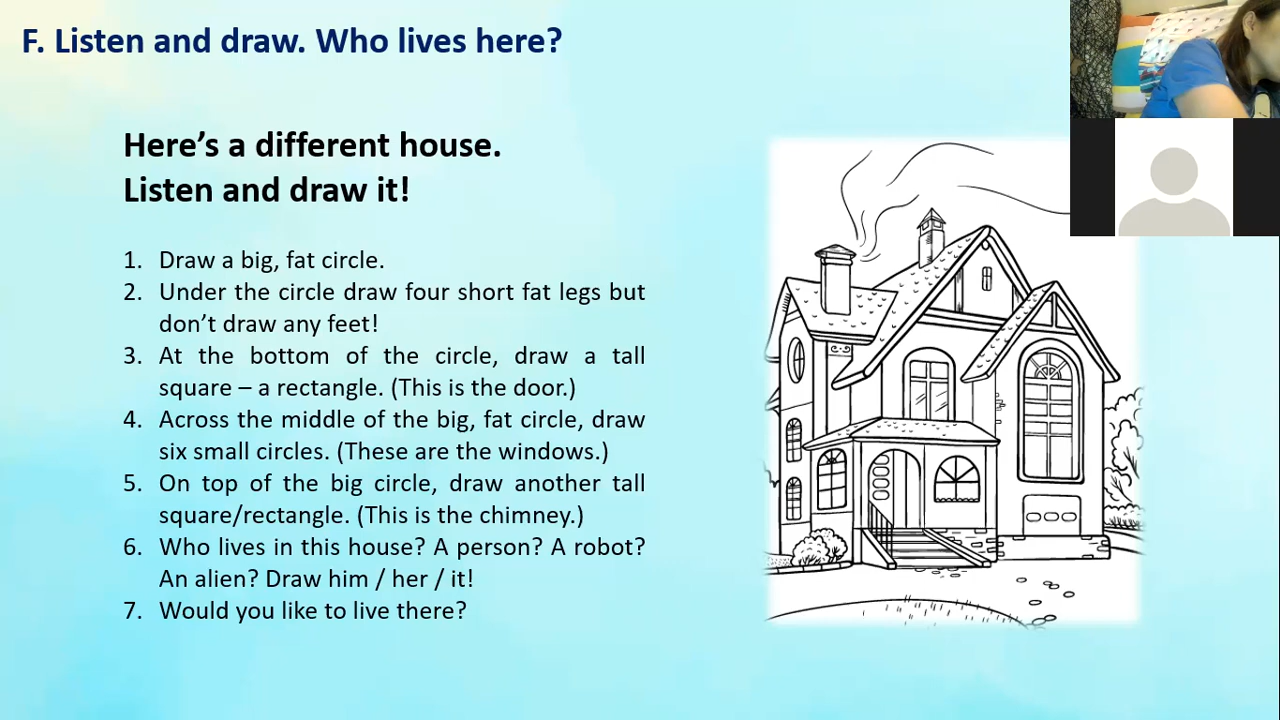 F. Listen and draw. Who lives here?
Here’s a different house.
Listen and draw it!
1. Draw a big, fat circle.
2. Under the circle draw four short fat legs but
don’t draw any feet!
3. At the bottom of the circle, draw a tall
square – a rectangle. (This is the door.)
4. Across the middle of the big, fat circle, draw
six small circles. (These are the windows.)
5. On top of the big circle, draw another tall
square/rectangle. (This is the chimney.)
6. Who lives in this house? A person? A robot?
An alien? Draw him / her / it!
7. Would you like to live there?